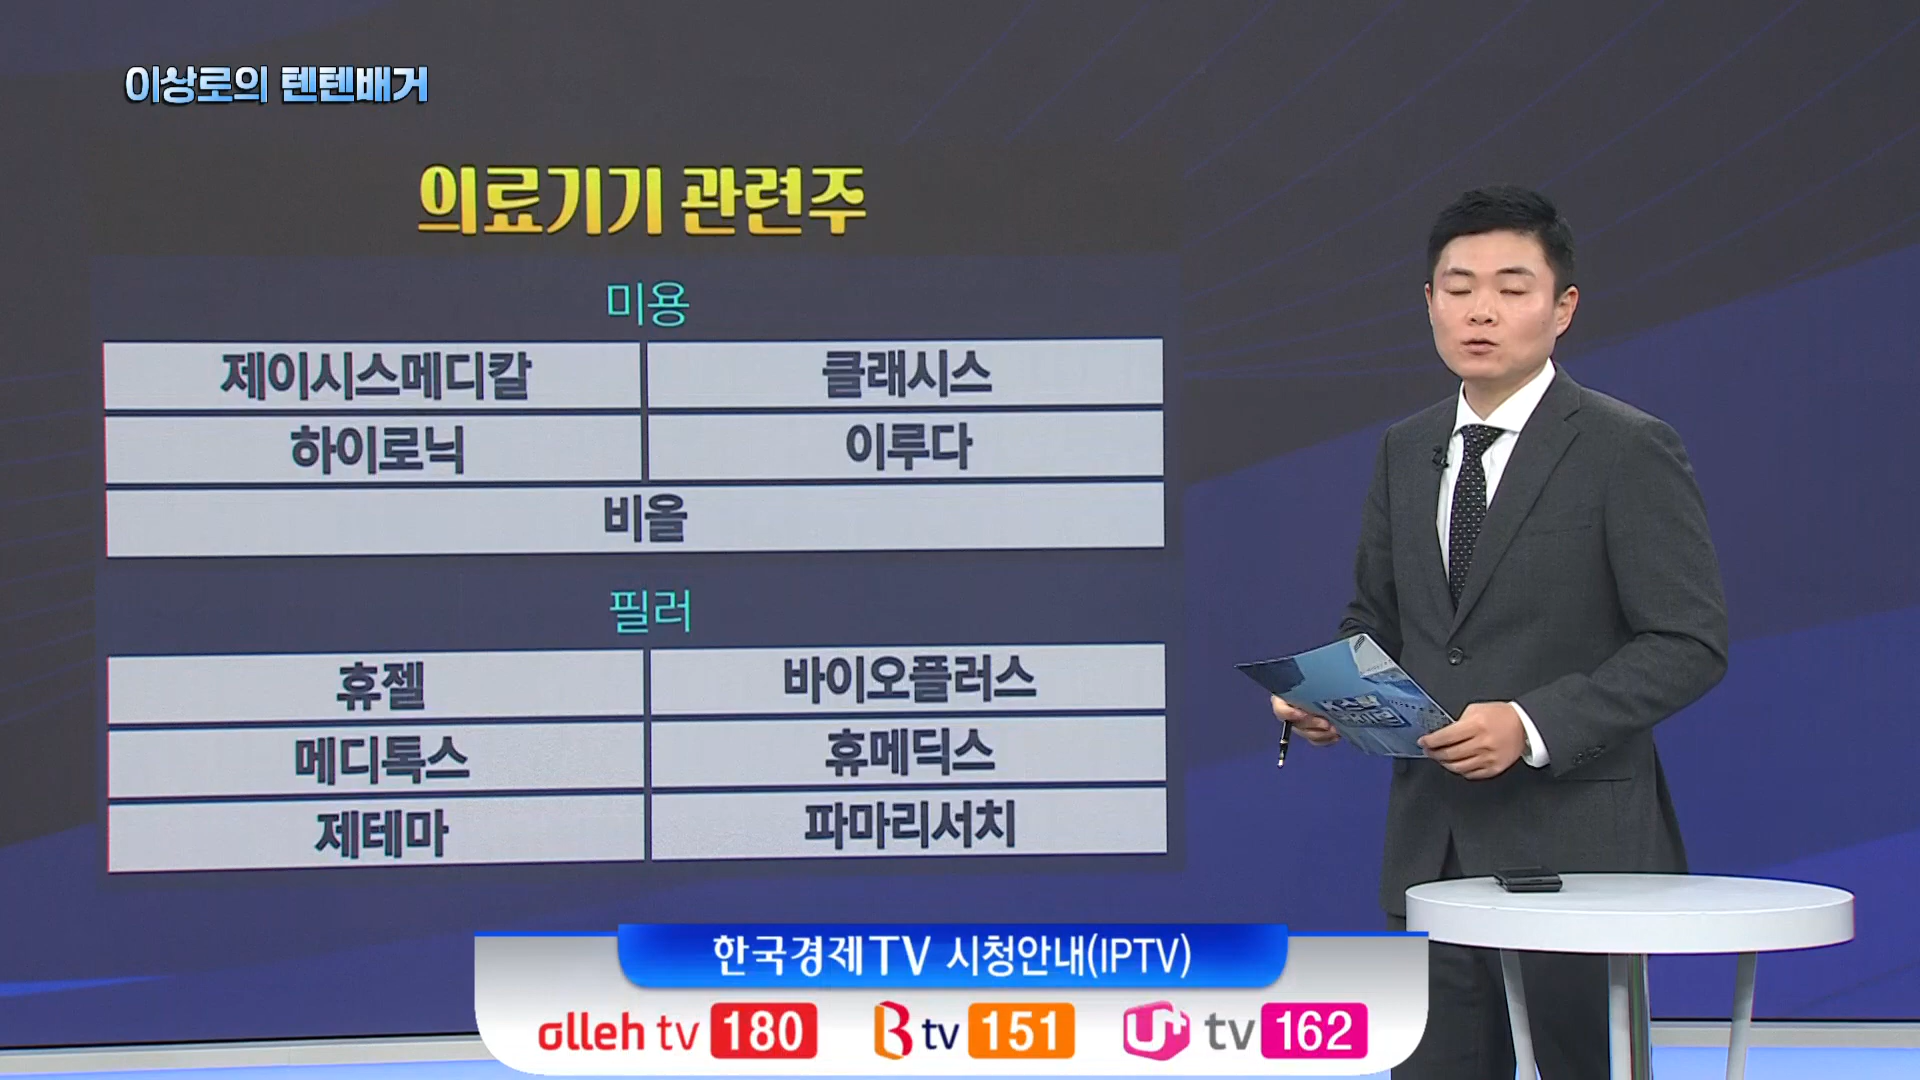 이상로의 텐텐배거
의료기기 관련주
미용
제이시스메디칼 클래시스
하이로닉 이루다
비올
필러
휴젤 바이오플러스
메디톡스 휴메딕스
제테마 파마리서치
한국경제TV 시청안내(IPTV)
olleh tv 180 B tv 151 U+ tv 162